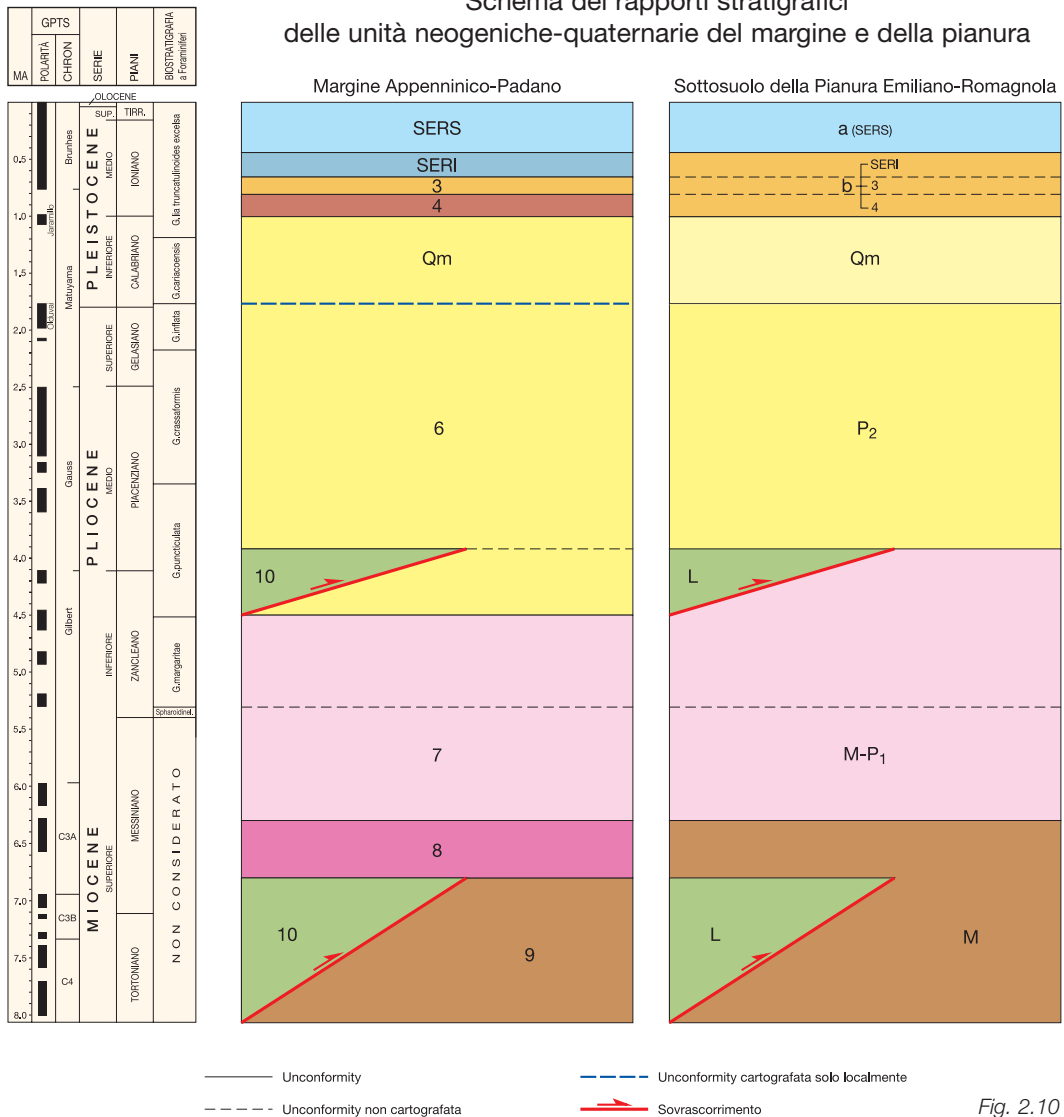 Schema dei rapporti stratigrafici
delle unità neogeniche-quaternarie del margine e della pianura
GPTS
MA
POLARITÀ
CHRON
SERIE
PIANI
BIOSTRATIGRAFIA
a Foraminiferi
Margine Appenninico-Padano
Sottosuolo della Pianura Emiliano-Romagnola
0.5
1.0
1.5
2.0
2.5
3.0
3.5
4.0
4.5
5.0
5.5
6.0
6.5
7.0
7.5
8.0
Jaramillo
Olduvai
Brunhes
Matuyama
Gauss
Gilbert
C3A
C3B
C4
OLOCENE
PLEISTOCENE
SUP.
MEDIO
INFERIORE
PLIOCENE
SUPERIORE
MEDIO
INFERIORE
MIOCENE
SUPERIORE
TIRR.
IONIANO
CALABRIANO
GELASIANO
PIACENZIANO
ZANCLEANO
MESSINIANO
TORTONIANO
G.lia truncatulinoides excelsa
G.cariacoensis
G.inflata
G.crassaformis
G.puncticulata
G.margaritae
Spharoidinel.
NON CONSIDERATO
SERS
SERI
3
4
Qm
6
10
7
8
10
9
a (SERS)
SERI
b 3
4
Qm
P2
L
M-P1
L
M
Unconformity
Unconformity cartografata solo localmente
Unconformity non cartografata
Sovrascorrimento
Fig. 2.10